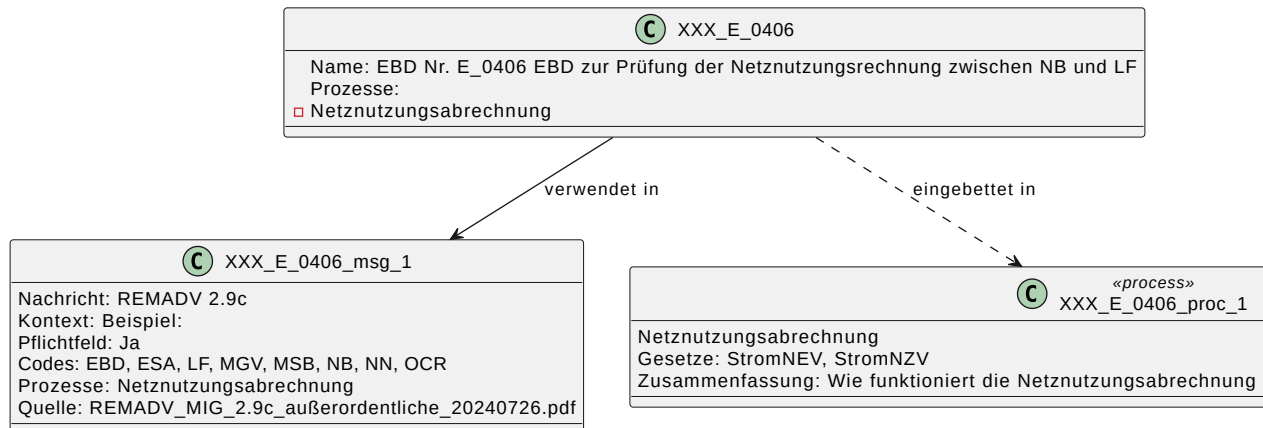 C XXX_E_0406
Name: EBD Nr. E_0406 EBD zur Prüfung der Netznutzungsrechnung zwischen NB und LF
Prozesse:
Netznutzungsabrechnung
verwendet in
eingebettet in
C XXX_E_0406_msg_1
Nachricht: REMADV 2.9c
Kontext: Beispiel:
Pflichtfeld: Ja
Codes: EBD, ESA, LF, MGV, MSB, NB, NN, OCR
Prozesse: Netznutzungsabrechnung
Quelle: REMADV_MIG_2.9c_außerordentliche_20240726.pdf
C «process»
XXX_E_0406_proc_1
Netznutzungsabrechnung
Gesetze: StromNEV, StromNZV
Zusammenfassung: Wie funktioniert die Netznutzungsabrechnung